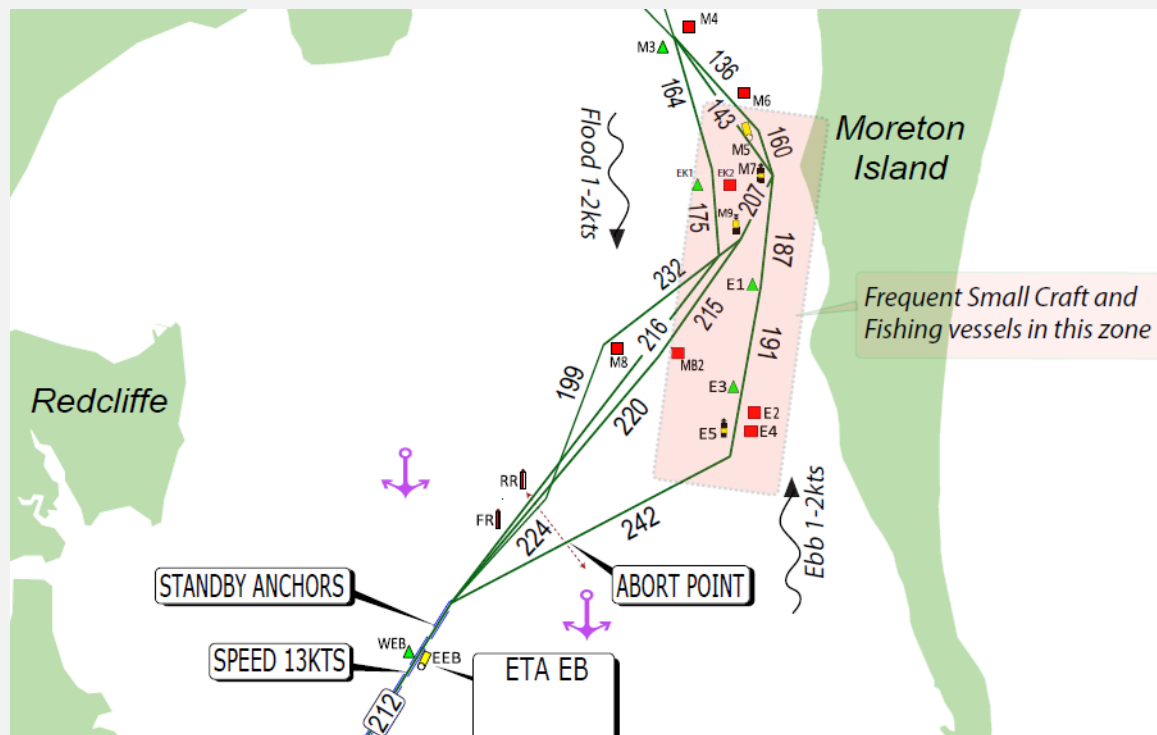 M4
M3
136
164
M6
143
Flood 1-2kts
M5
160
Moreton
Island
M7
EK1
EK2
207
175
M9
187
232
E1
Frequent Small Craft and
Fishing vessels in this zone
216
215
191
M8
MB2
199
E3
Redcliffe
220
E2
E5
E4
RR
FR
224
242
Ebb 1-2kts
STANDBY ANCHORS
ABORT POINT
WEB
EEB
SPEED 13KTS
ETA EB
212